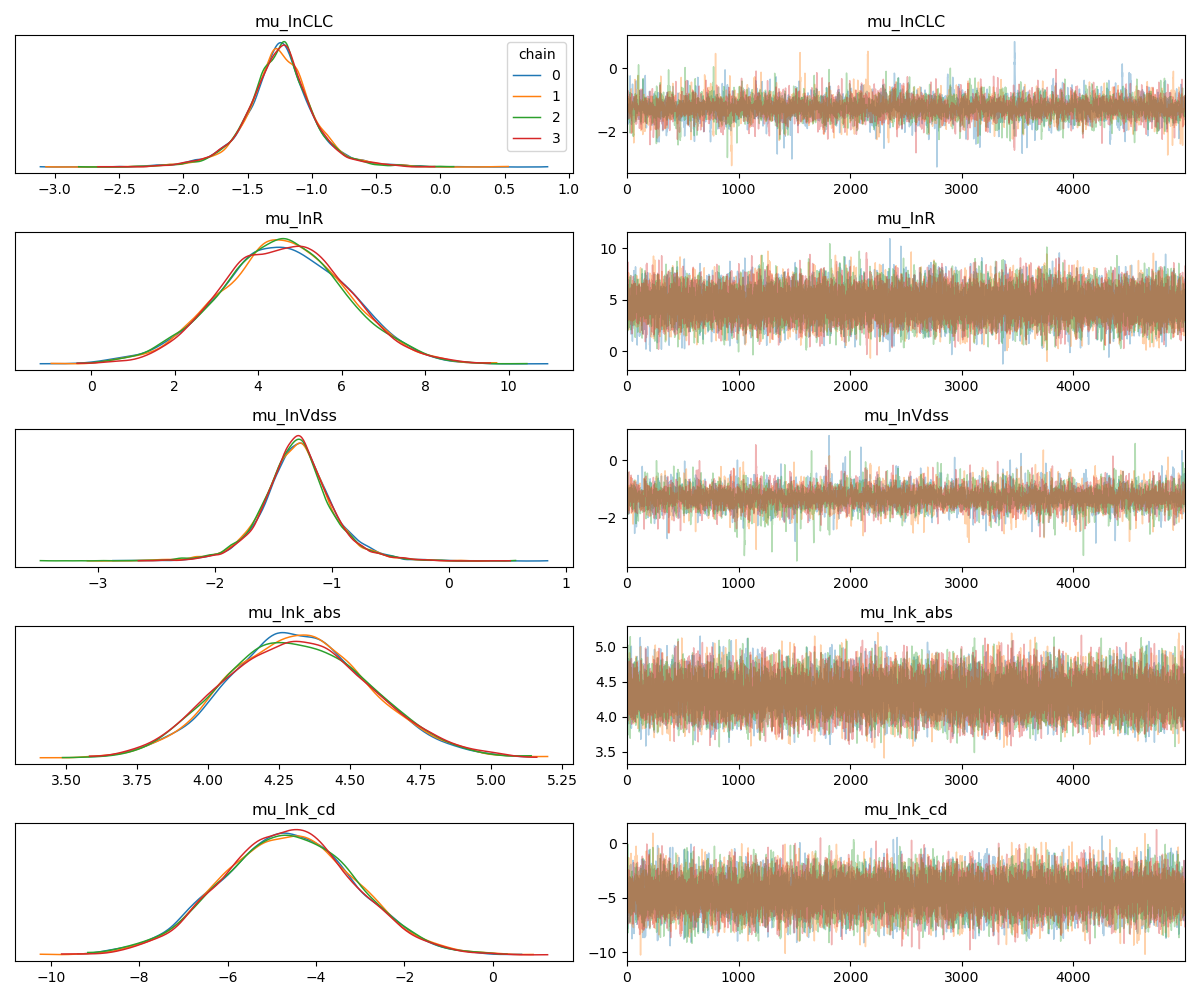 mu_lnCLC mu_lnCLC
chain
0
1
2
3
0
−2
−3.0 −2.5 −2.0 −1.5 −1.0 −0.5 0.0 0.5 1.0
0 1000 2000 3000 4000
mu_lnR mu_lnR
10
5
0
0 2 4 6 8 10
0 1000 2000 3000 4000
mu_lnVdss mu_lnVdss
0
−2
−3 −2 −1 0 1
0 1000 2000 3000 4000
mu_lnk_abs mu_lnk_abs
5.0
4.5
4.0
3.5
3.50 3.75 4.00 4.25 4.50 4.75 5.00 5.25
0 1000 2000 3000 4000
mu_lnk_cd mu_lnk_cd
0
−5
−10
−10 −8 −6 −4 −2 0
0 1000 2000 3000 4000